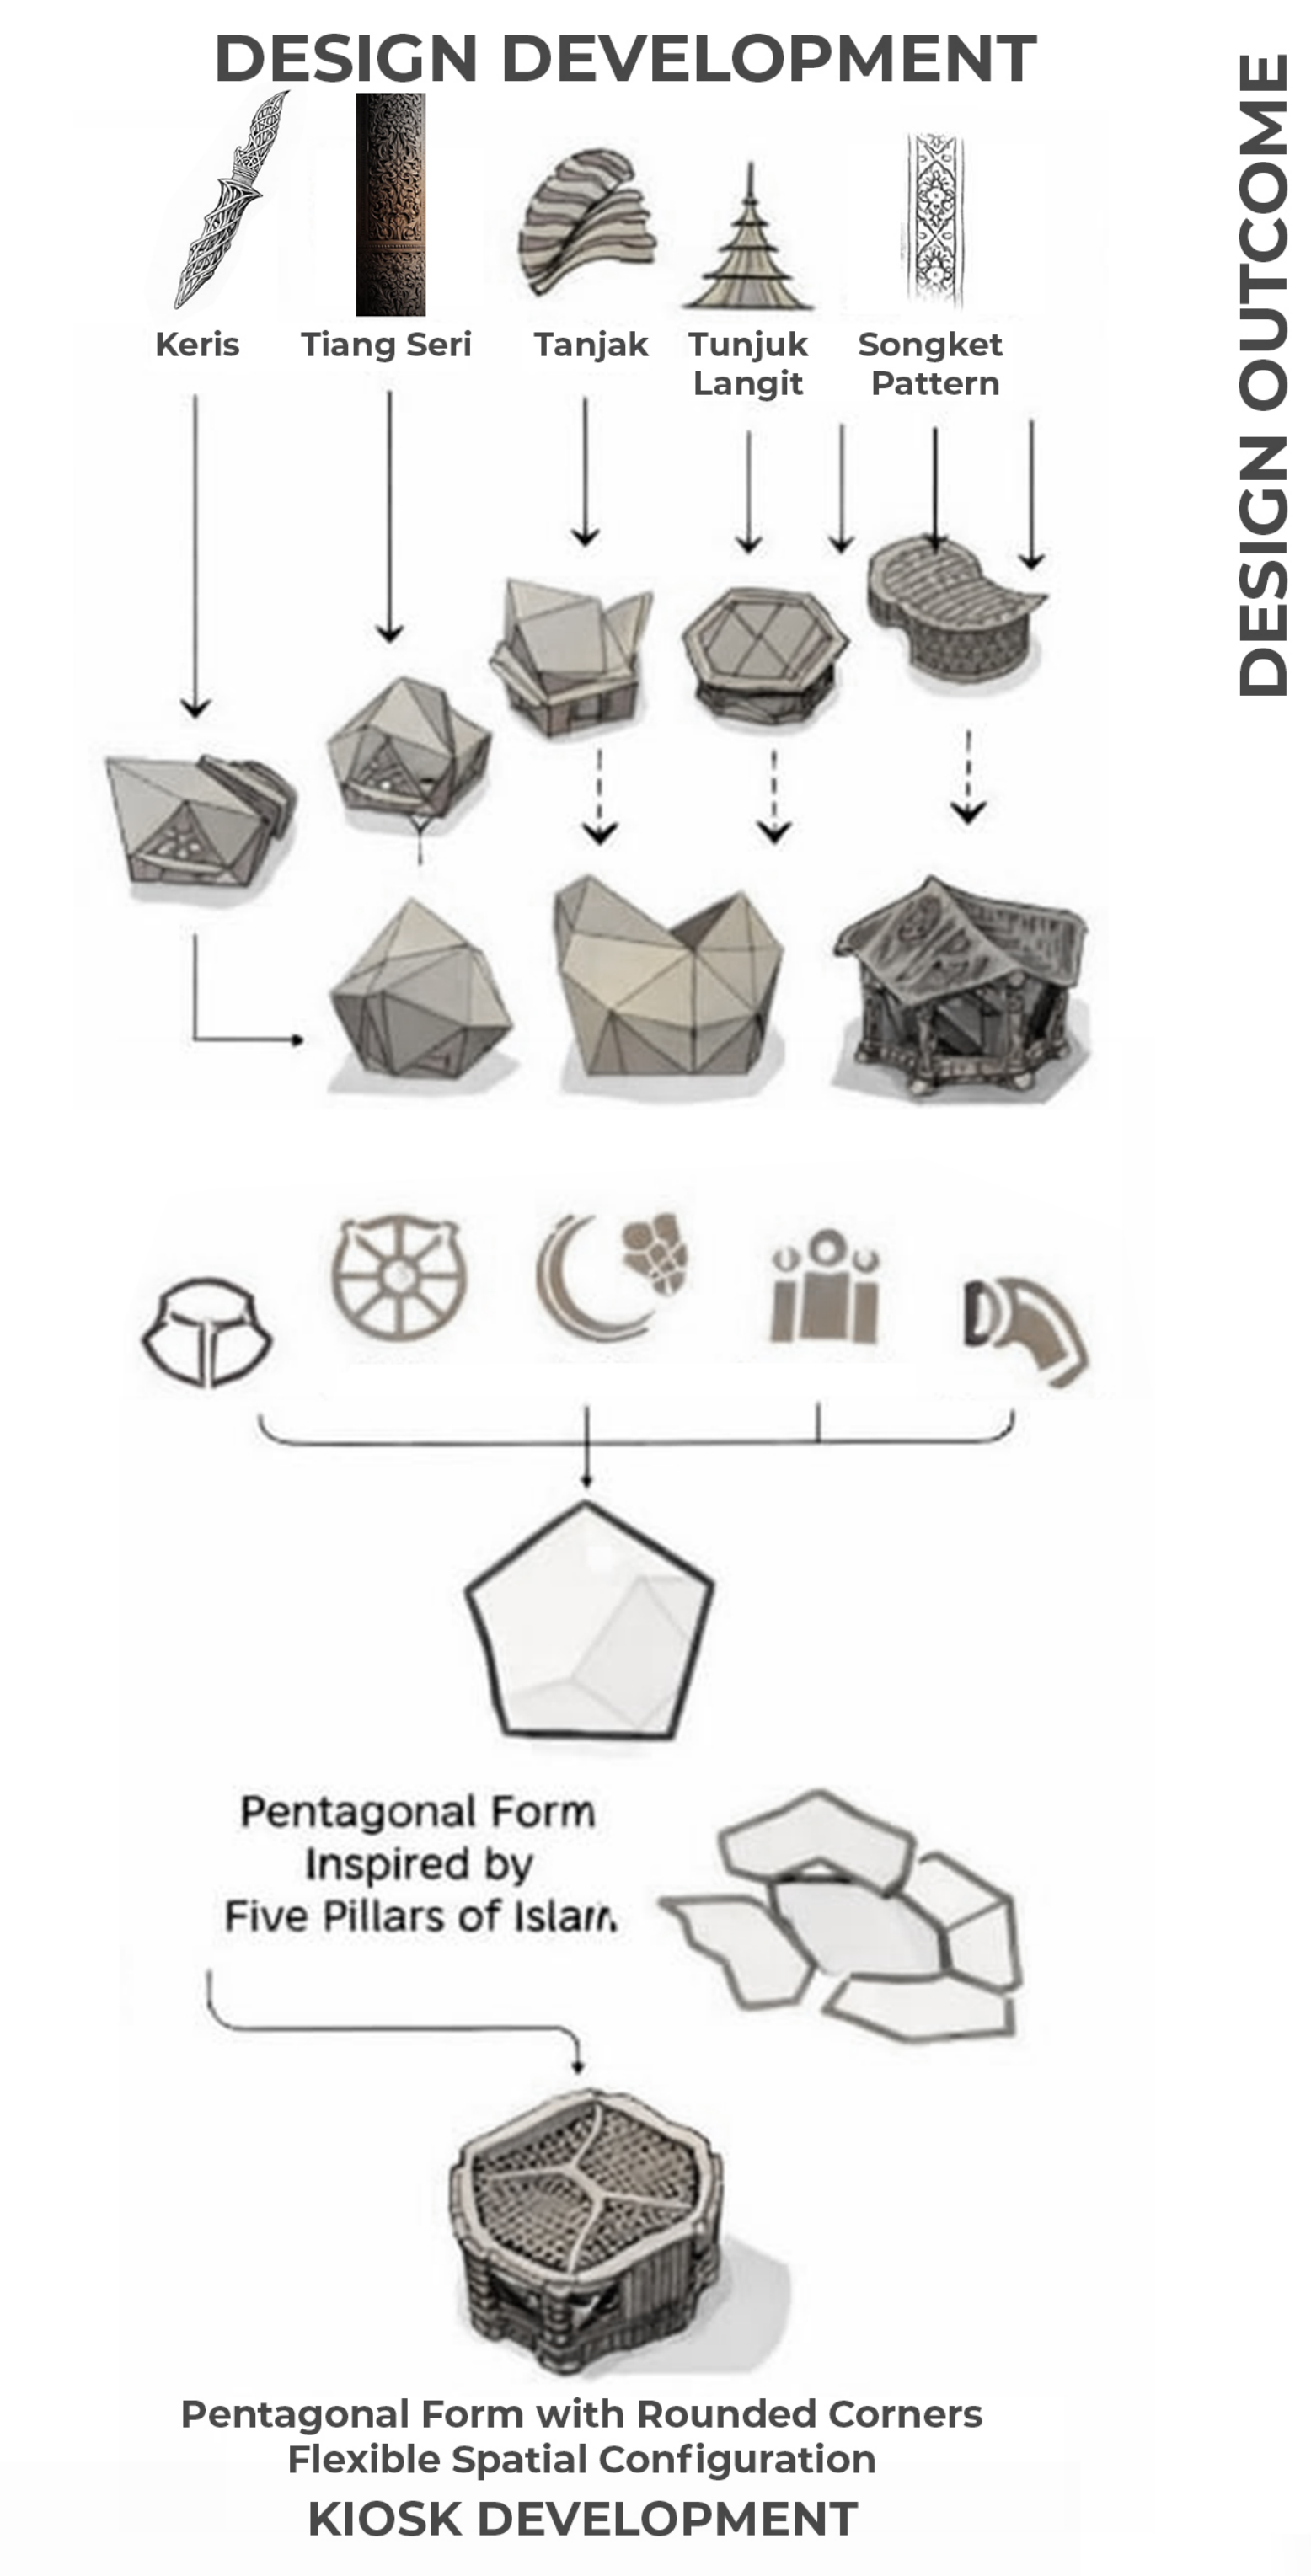 DESIGN DEVELOPMENT
DESIGN OUTCOME
Keris
Tiang Seri
Tanjak
Tunjuk
Langit
Songket
Pattern
Pentagonal Form
Inspired by
Five Pillars of Islam
Pentagonal Form with Rounded Corners
Flexible Spatial Configuration
KIOSK DEVELOPMENT